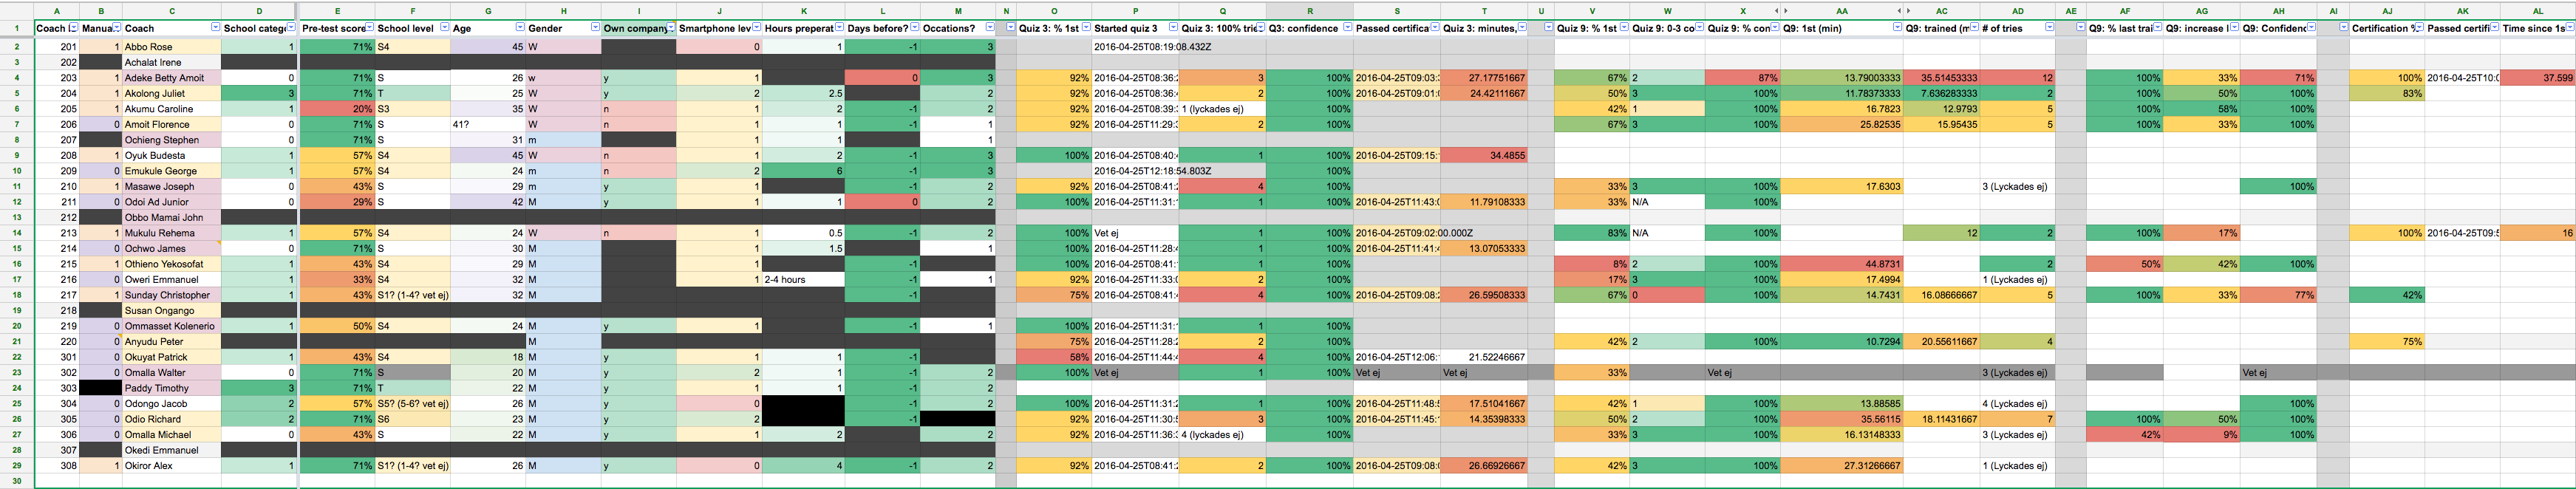 A B C D E F G H I J K L M N O P Q R S T U V W X AA AC AD AE AF AG AH AI AJ AK AL
1 Coach I Manua Coach School categ Pre-test score School level Age Gender Own company Smartphone lev Hours preperat Days before? Occations? Quiz 3: % 1st Started quiz 3 Quiz 3: 100% trie Q3: confidence Passed certifica Quiz 3: minutes, Quiz 9: % 1st Quiz 9: 0-3 co Quiz 9: % con Q9: 1st (min) Q9: trained (m # of tries Q9: % last trai Q9: increase l Q9: Confidenc Certification % Passed certifi Time since 1s
2 201 1 Abbo Rose 1 71% S4 45 W 0 1 -1 3 2016-04-25T08:19:08.432Z
3 202 Achalat Irene
4 203 1 Adeke Betty Amoit 0 71% S 26 w y 1 0 3 92% 2016-04-25T08:36: 3 100% 2016-04-25T09:03: 27.17751667 67% 2 87% 13.79003333 35.51453333 12 100% 33% 71% 100% 2016-04-25T10:0 37.599
5 204 1 Akolong Juliet 3 71% T 25 W y 2 2.5 2 92% 2016-04-25T08:36: 2 100% 2016-04-25T09:01: 24.42111667 50% 3 100% 11.78373333 7.636283333 2 100% 50% 100% 83%
6 205 1 Akumu Caroline 1 20% S3 35 W n 1 2 -1 2 92% 2016-04-25T08:39: 1 (lyckades ej) 100% 42% 1 100% 16.7823 12.9793 5 100% 58% 100%
7 206 0 Amoit Florence 0 71% S 41? W n 1 1 -1 1 92% 2016-04-25T11:29: 2 100% 67% 3 100% 25.82535 15.95435 5 100% 33% 100%
8 207 Ochieng Stephen 0 71% S 31 m 1 1 1
9 208 1 Oyuk Budesta 1 57% S4 45 W n 1 2 -1 3 100% 2016-04-25T08:40: 1 100% 2016-04-25T09:15: 34.4855
10 209 0 Emukule George 1 57% S4 24 m n 2 6 -1 3 2016-04-25T12:18:54.803Z 100%
11 210 1 Masawe Joseph 0 43% S 29 m y 1 -1 2 92% 2016-04-25T08:41: 4 100% 33% 3 100% 17.6303 3 (Lyckades ej) 100%
12 211 0 Odoi Ad Junior 0 29% S 42 M y 1 1 0 2 100% 2016-04-25T11:31: 1 100% 2016-04-25T11:43: 11.79108333 33% N/A 100%
13 212 Obbo Mamai John
14 213 1 Mukulu Rehema 1 57% S4 24 W n 1 0.5 -1 2 100% Vet ej 1 100% 2016-04-25T09:02:00.000Z 83% N/A 100% 12 2 100% 17% 100% 2016-04-25T09:5 16
15 214 0 Ochwo James 0 71% S 30 M 1 1.5 1 100% 2016-04-25T11:28: 1 100% 2016-04-25T11:41: 13.07053333
16 215 1 Othieno Yekosofat 1 43% S4 29 M 1 -1 100% 2016-04-25T08:41: 1 100% 8% 2 100% 44.8731 2 50% 42% 100%
17 216 0 Oweri Emmanuel 1 33% S4 32 M 1 2-4 hours -1 1 92% 2016-04-25T11:33: 2 100% 17% 3 100% 17.4994 1 (Lyckades ej)
18 217 1 Sunday Christopher 1 43% S1? (1-4? vet ej) 32 M -1 75% 2016-04-25T08:41: 4 100% 2016-04-25T09:08: 26.59508333 67% 0 100% 14.7431 16.08666667 5 100% 33% 77% 42%
19 218 Susan Ongango
20 219 0 Ommasset Kolenerio 1 50% S4 24 M y 1 -1 1 100% 2016-04-25T11:31: 1 100%
21 220 0 Anyudu Peter M 75% 2016-04-25T11:28: 2 100% 42% 2 100% 10.7294 20.55611667 4 75%
22 301 0 Okuyat Patrick 1 43% S4 18 M y 1 1 -1 58% 2016-04-25T11:44: 4 100% 2016-04-25T12:06: 21.52246667
23 302 0 Omalla Walter 0 71% S 20 M y 2 1 -1 2 100% Vet ej 1 100% Vet ej Vet ej 33% Vet ej 3 (Lyckades ej) Vet ej
24 303 Paddy Timothy 3 71% T 22 M y 1 1 -1 2
25 304 0 Odongo Jacob 2 57% S5? (5-6? vet ej) 26 M y 0 -1 2 100% 2016-04-25T11:31: 1 100% 2016-04-25T11:48: 17.51041667 42% 1 100% 13.88585 4 (Lyckades ej) 100%
26 305 0 Odio Richard 2 71% S6 23 M y 2 -1 92% 2016-04-25T11:30: 3 100% 2016-04-25T11:45: 14.35398333 50% 2 100% 35.56115 18.11431667 7 100% 50% 100%
27 306 0 Omalla Michael 0 43% S 22 M y 1 2 2 92% 2016-04-25T11:36: 4 (lyckades ej) 100% 33% 3 100% 16.13148333 3 (Lyckades ej) 42% 9% 100%
28 307 Okedi Emmanuel
29 308 1 Okiror Alex 1 71% S1? (1-4? vet ej) 26 M y 0 4 -1 2 92% 2016-04-25T08:41: 2 100% 2016-04-25T09:08: 26.66926667 42% 3 100% 27.31266667 1 (Lyckades ej) 100%
30